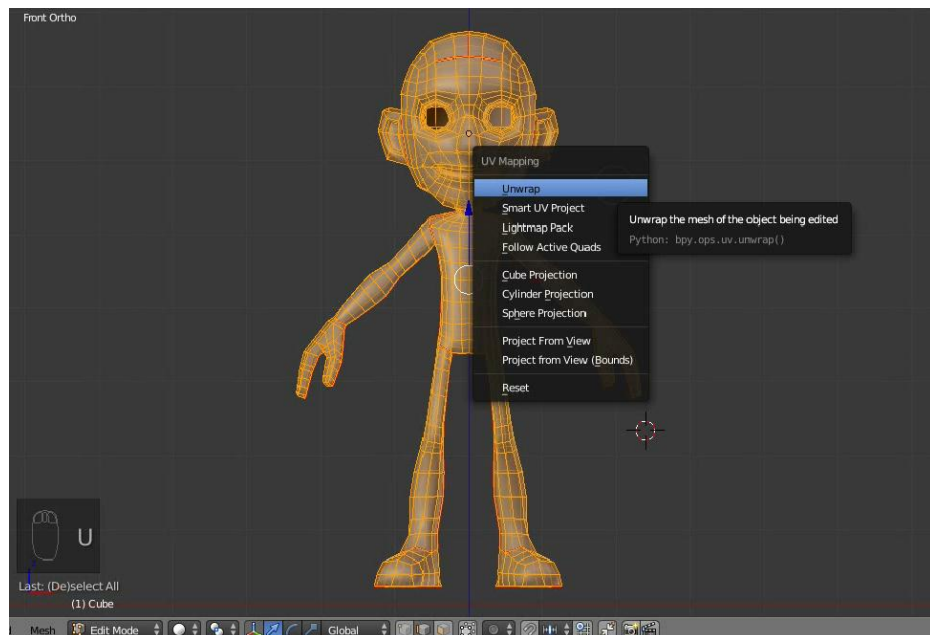 Front Ortho
UV Mapping
Unwrap
Smart UV Project
Lightmap Pack
Follow Active Quads
Cube Projection
Cylinder Projection
Sphere Projection
Project From View
Project from View (Bounds)
Reset
Unwrap the mesh of the object being edited
Python: bpy.ops.uv.unwrap()
U
Last: (De)select All
(1) Cube
Mesh
Edit Mode
Global